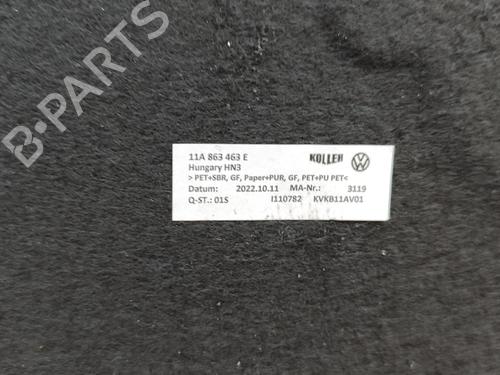 B-PARTS
11A 863 463 E
KOLLER
Hungary HN3
> PET+SBR, GF, Paper+PUR, GF, PET+PU PET<
Datum: 2022.10.11 MA-Nr.: 3119
Q-ST.: 01S I110782 KVKB11AV01